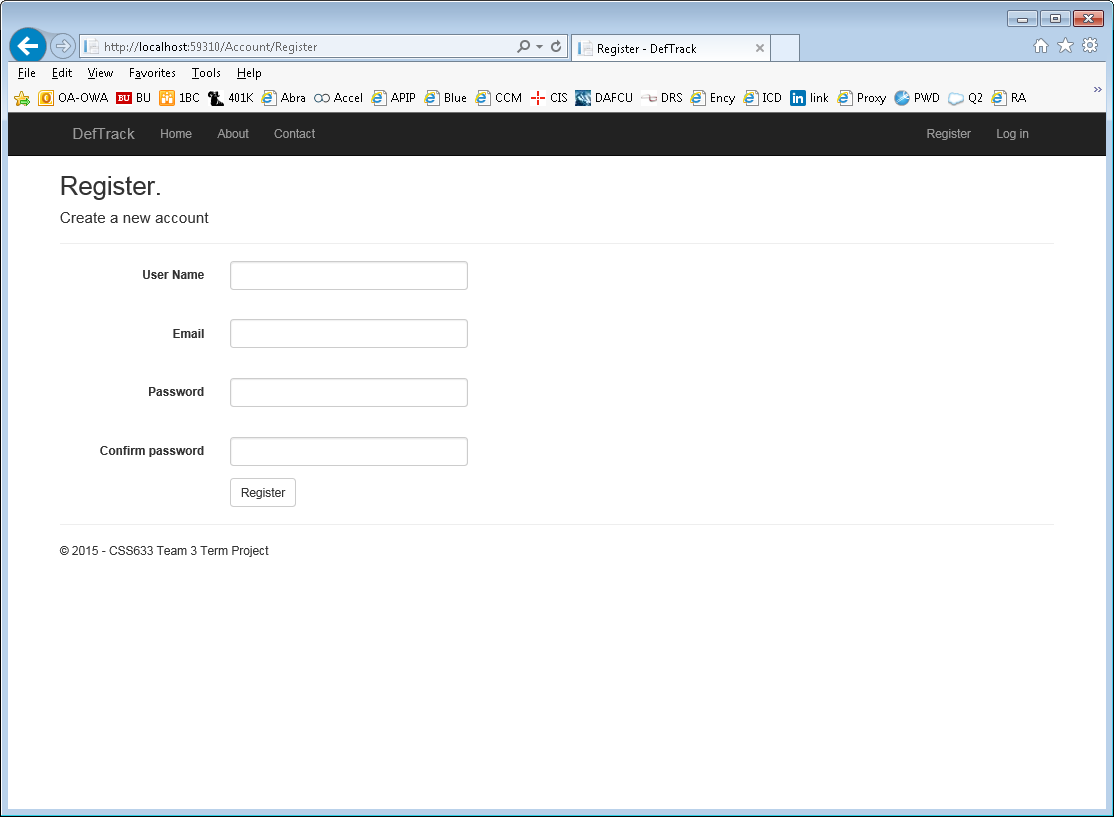 http://localhost:59310/Account/Register
Register - DefTrack
File Edit View Favorites Tools Help
OA-OWA BU BU 1BC 401K Abra Accel APIP Blue CCM CIS DAFCU DRS Ency ICD in link Proxy PWD Q2 RA
DefTrack Home About Contact Register Log in
Register.
Create a new account
User Name
Email
Password
Confirm password
Register
© 2015 - CSS633 Team 3 Term Project